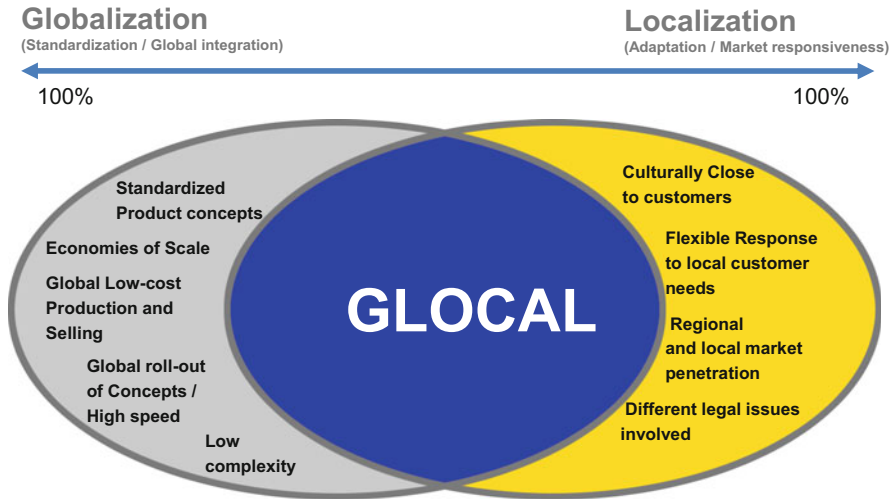 Globalization
(Standardization / Global integration)
Localization
(Adaptation / Market responsiveness)
100%
100%
Standardized
Product concepts
Economies of Scale
Global Low-cost
Production and
Selling
Global roll-out
of Concepts /
High speed
Low
complexity
GLOCAL
Culturally Close
to customers
Flexible Response
to local customer
needs
Regional
and local market
penetration
Different legal issues
involved